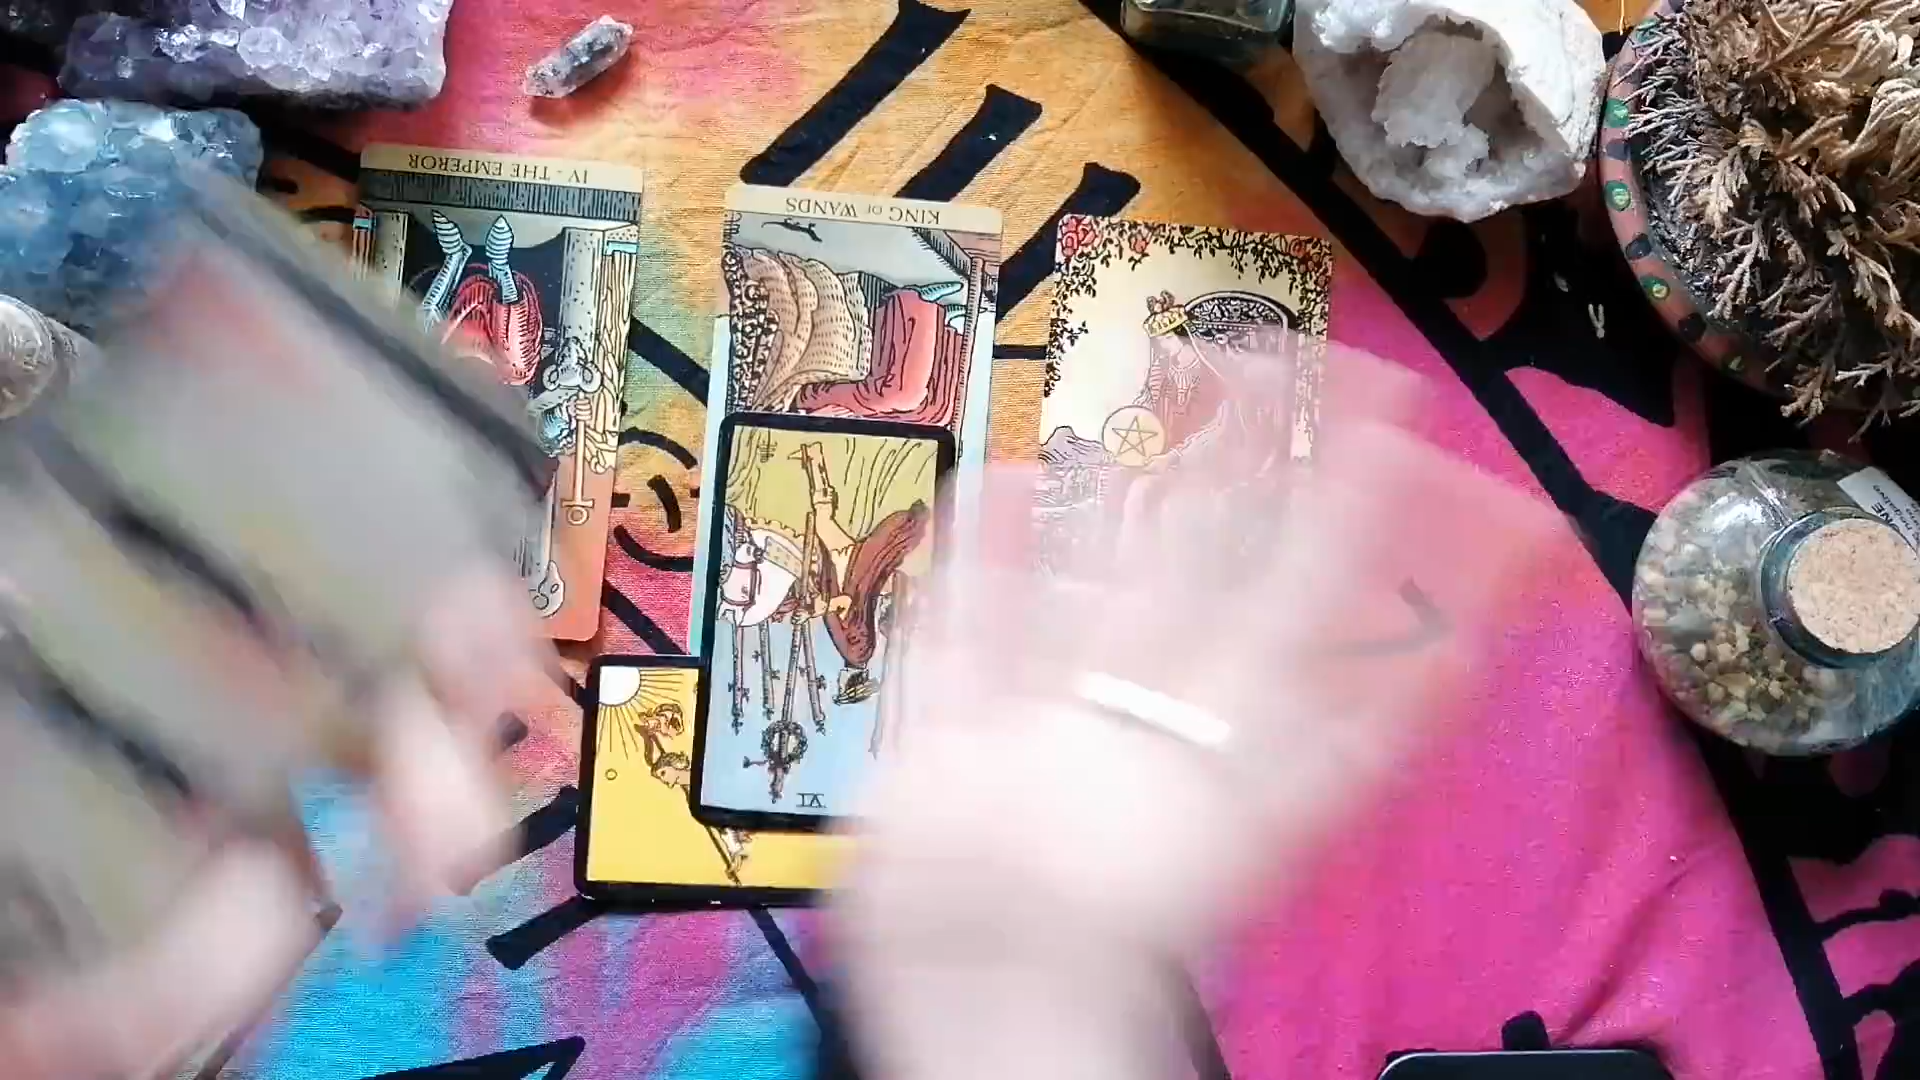 IV - THE EMPEROR
KING OF WANDS
VI